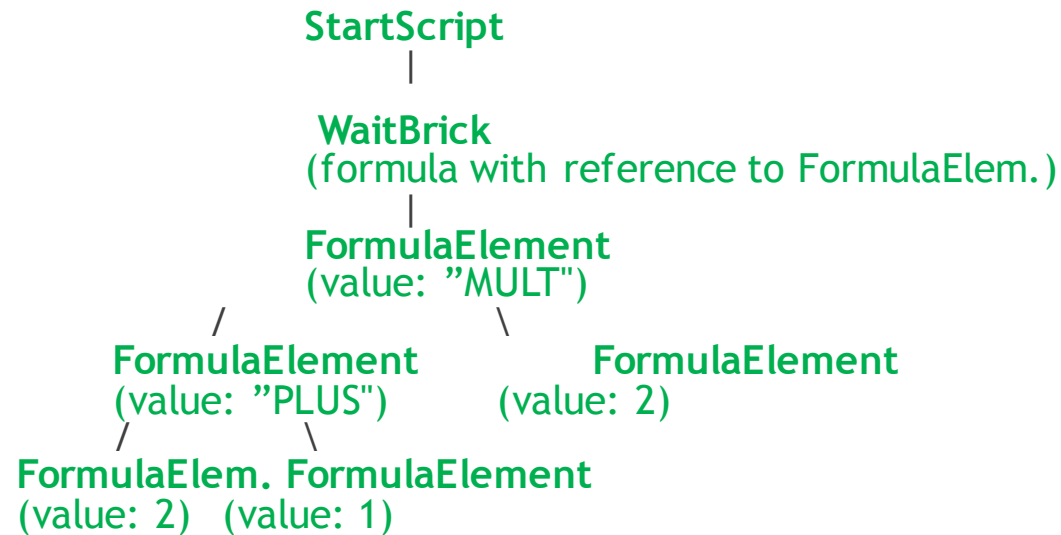 StartScript
|
WaitBrick
(formula with reference to FormulaElem.)
|
FormulaElement
(value: ”MULT")
/ \
FormulaElement FormulaElement
(value: ”PLUS") (value: 2)
/ \
FormulaElem. FormulaElement
(value: 2) (value: 1)